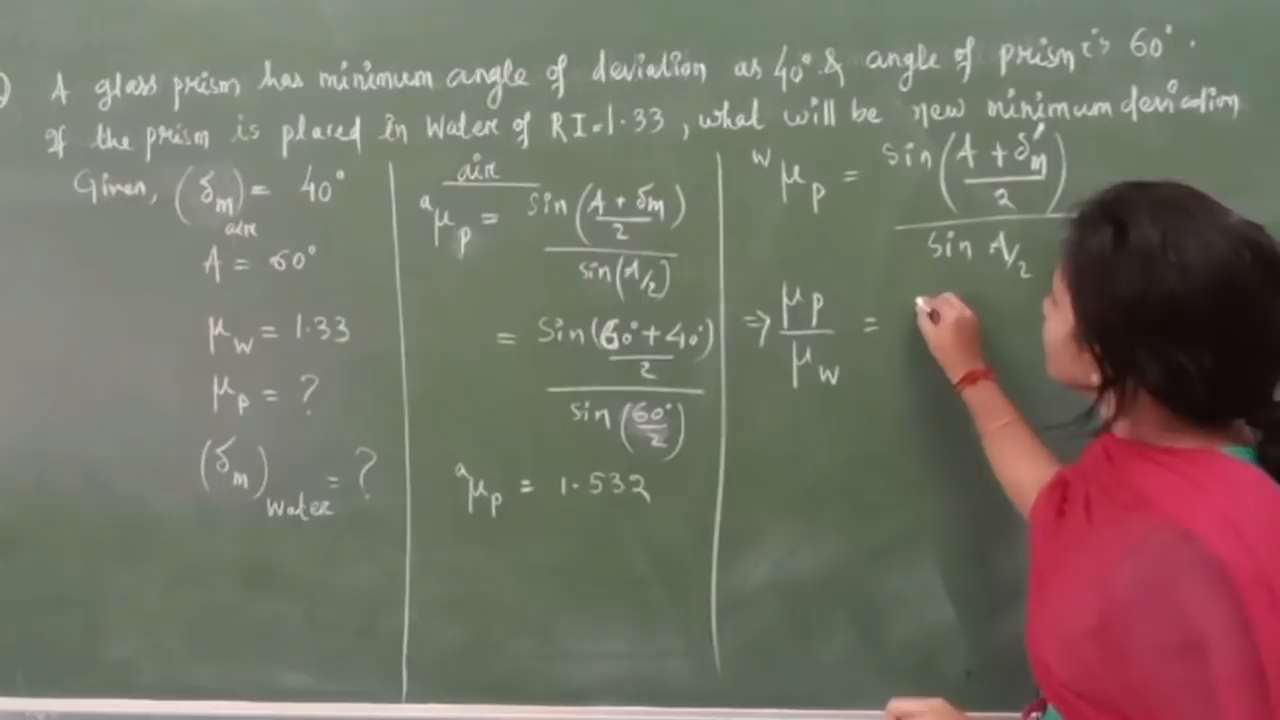 A glass prism has minimum angle of deviation as 40° & angle of prism is 60°.
If the prism is placed in water of RI=1.33, what will be new minimum deviation
Given, (δm)air = 40°
A = 60°
μw = 1.33
μp = ?
(δm)water = ?
air
ᵃμp = sin(A + δm / 2) / sin(A/2)
= sin(60° + 40° / 2) / sin(60°/2)
ᵃμp = 1.532
ʷμp = sin(A + δ'm / 2) / sin A/2
⇒ μp / μw =